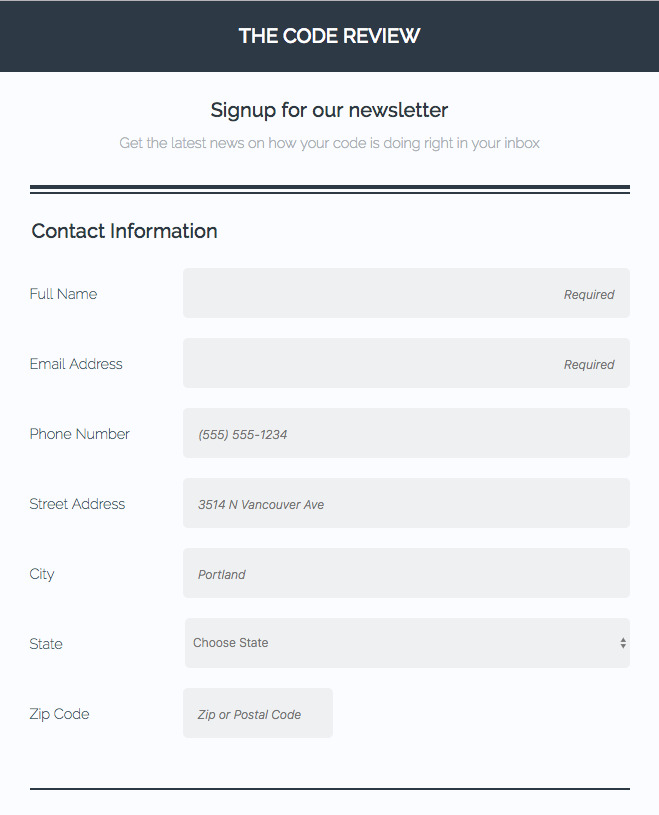 THE CODE REVIEW
Signup for our newsletter
Get the latest news on how your code is doing right in your inbox
Contact Information
Full Name Required
Email Address Required
Phone Number (555) 555-1234
Street Address 3514 N Vancouver Ave
City Portland
State Choose State
Zip Code Zip or Postal Code